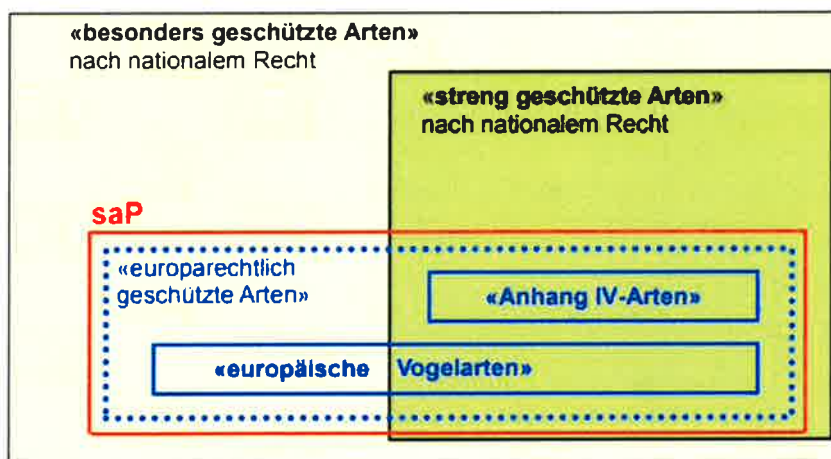 «besonders geschützte Arten»
nach nationalem Recht
«streng geschützte Arten»
nach nationalem Recht
saP
«europarechtlich
geschützte Arten»
«Anhang IV-Arten»
«europäische Vogelarten»